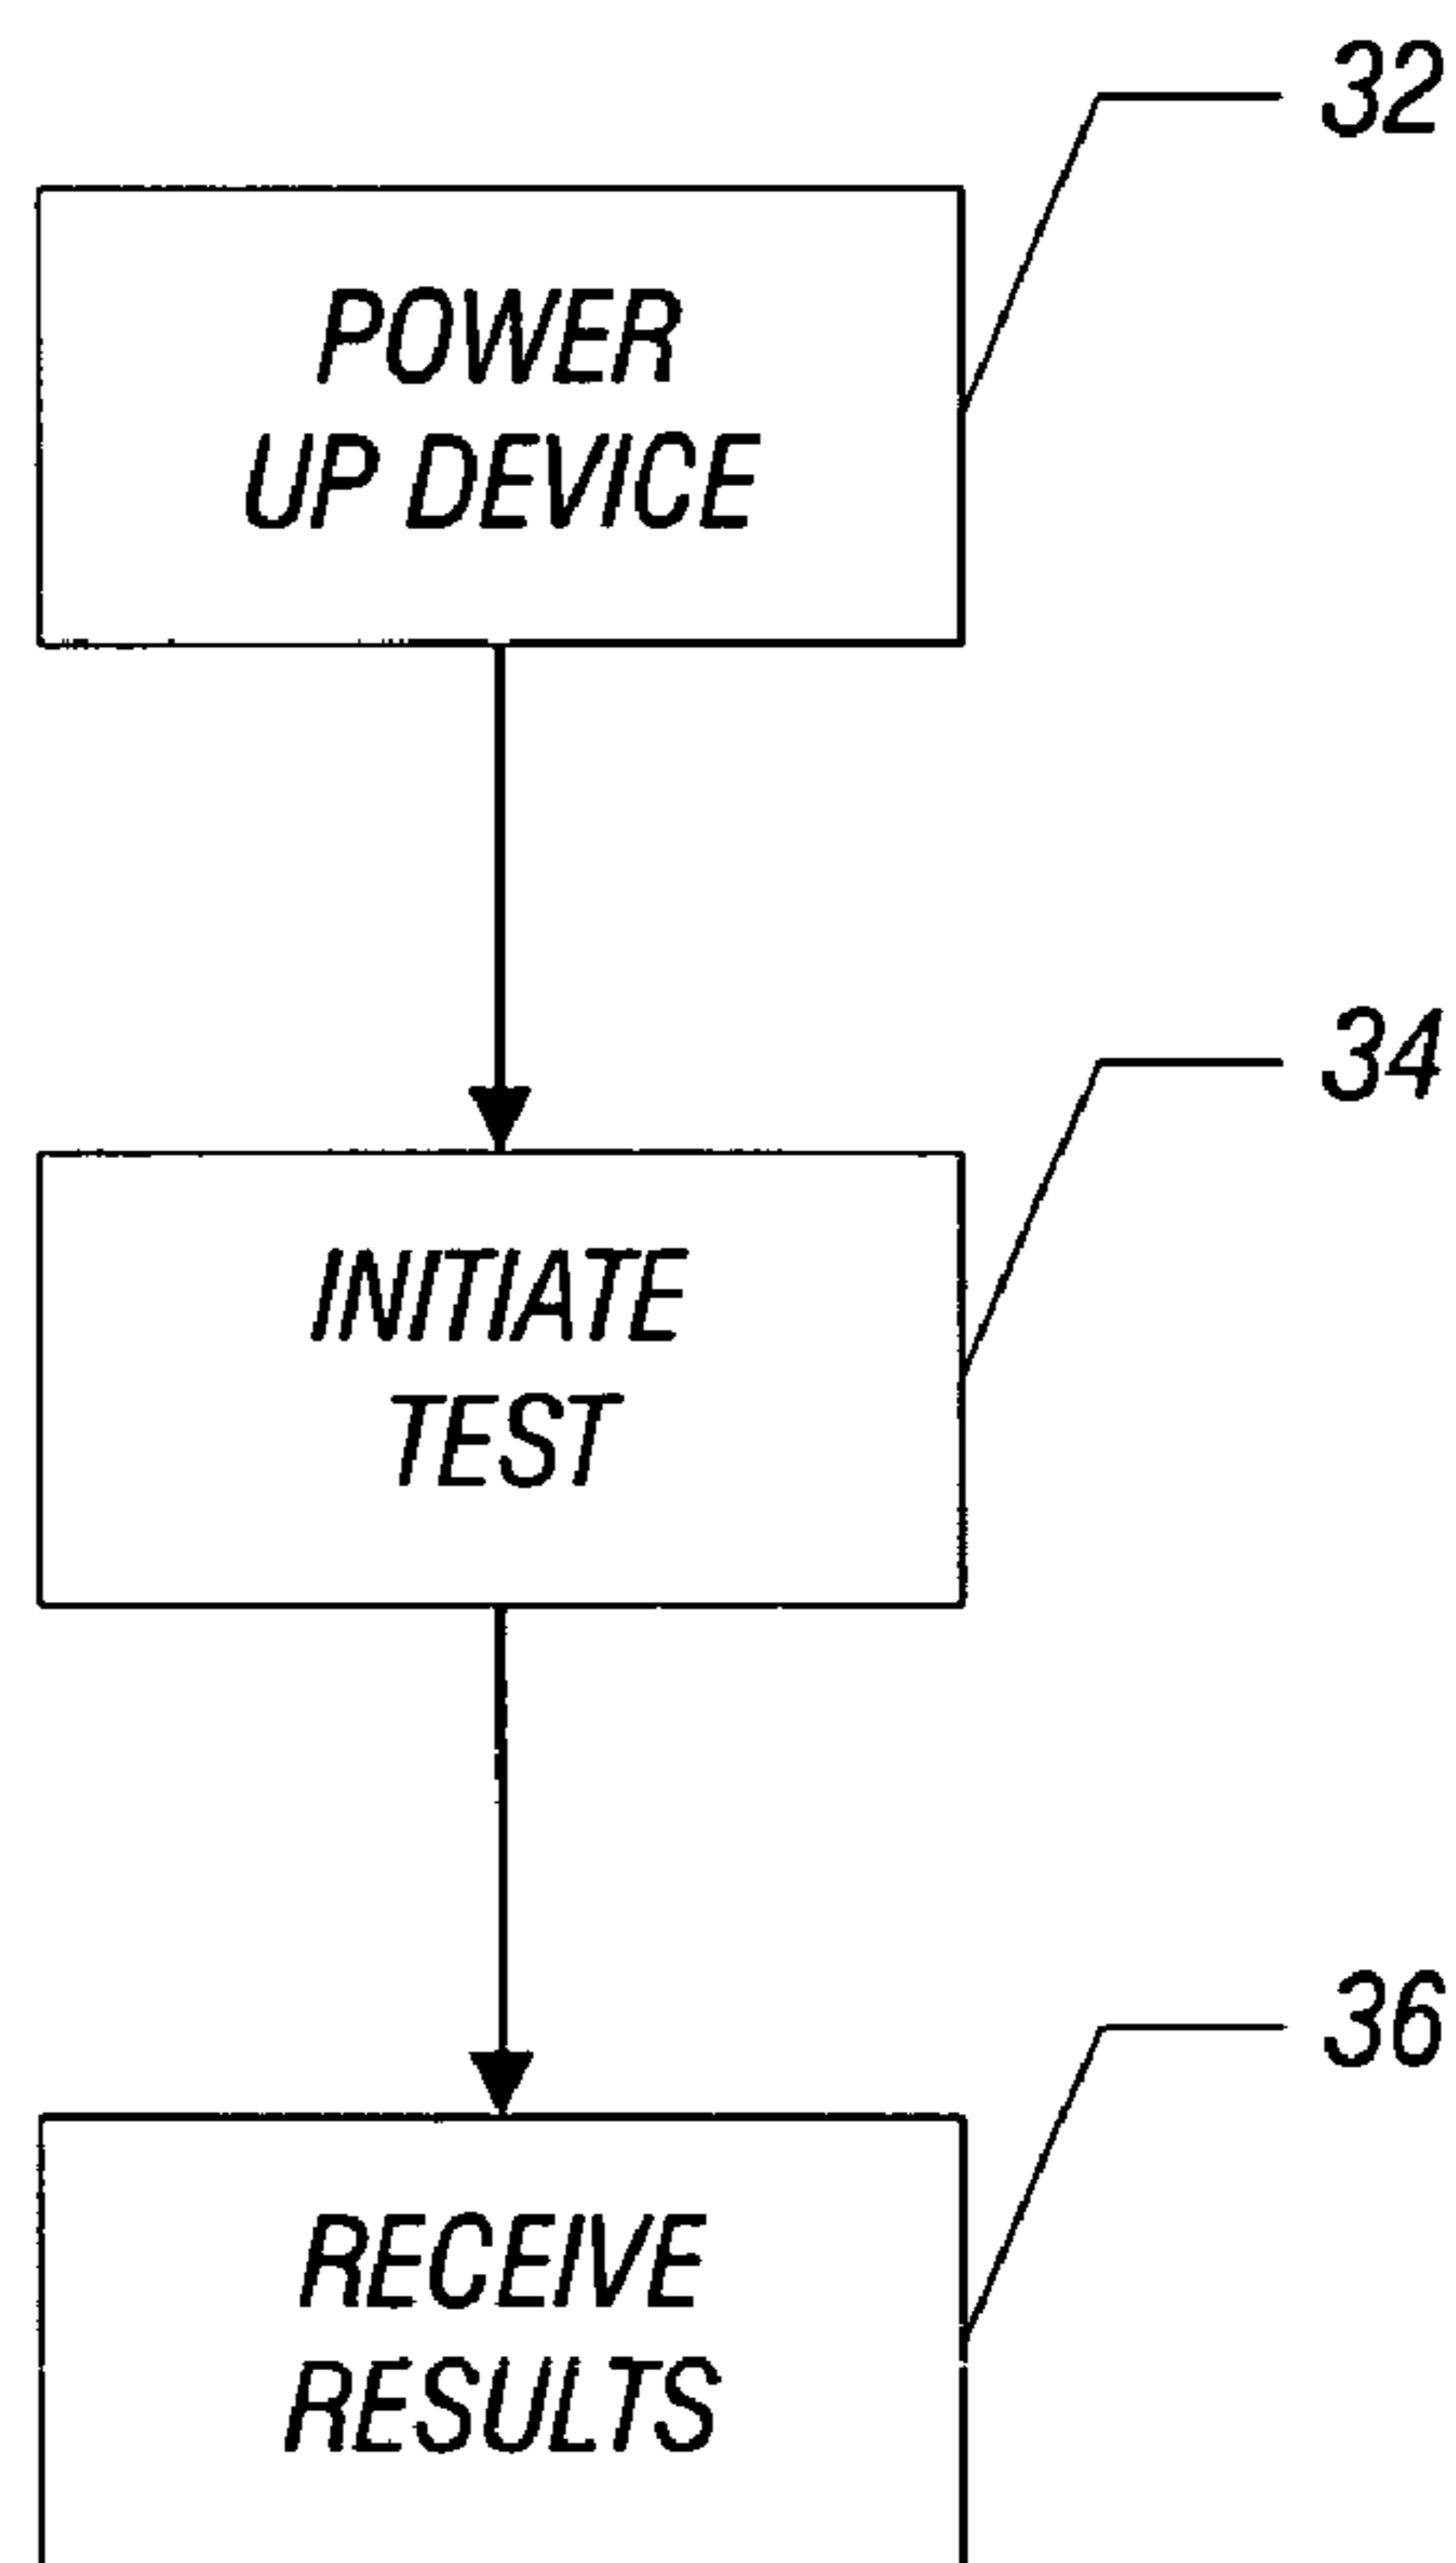 32
POWER
UP DEVICE
34
INITIATE
TEST
36
RECEIVE
RESULTS